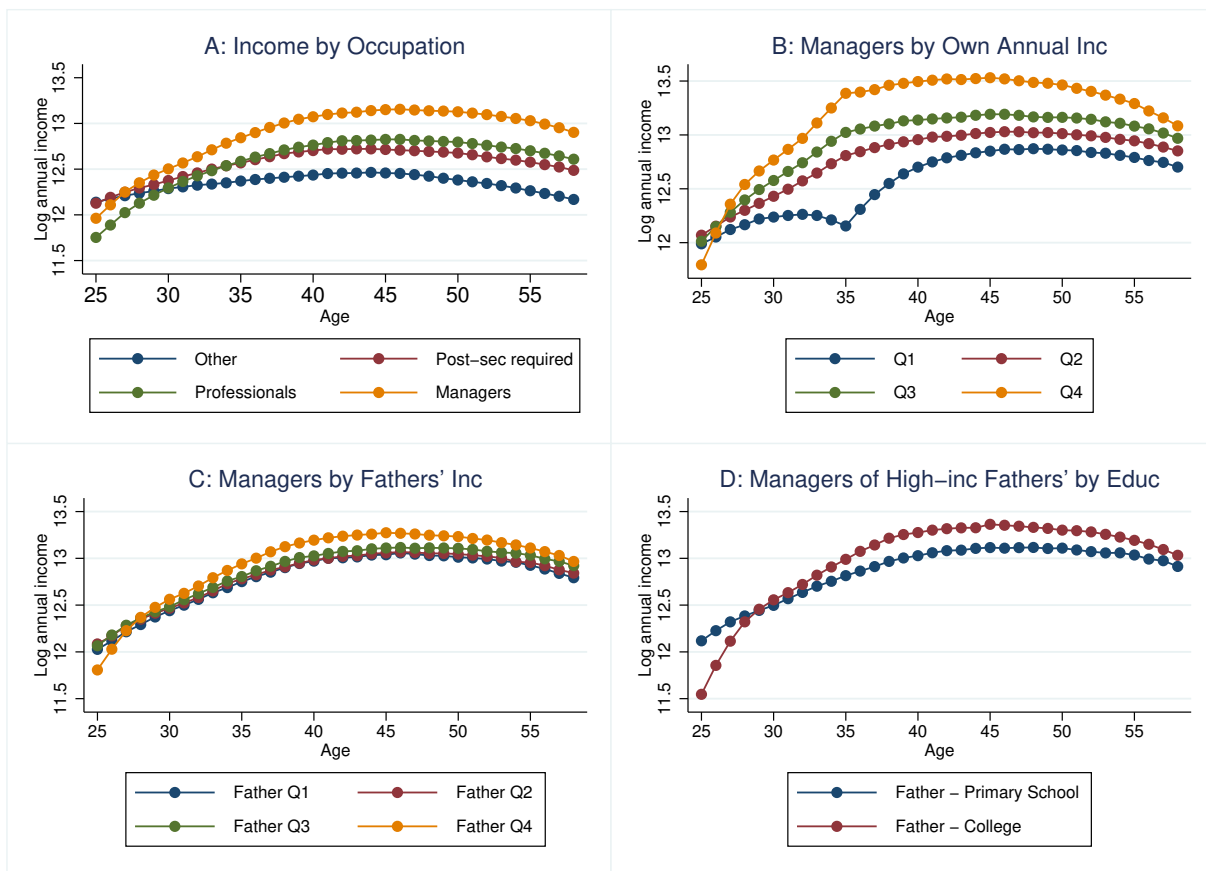 A: Income by Occupation
Log annual income
13.5
13
12.5
12
11.5
25 30 35 40 45 50 55
Age
Other Post−sec required
Professionals Managers
B: Managers by Own Annual Inc
Log annual income
13.5
13
12.5
12
25 30 35 40 45 50 55
Age
Q1 Q2
Q3 Q4
C: Managers by Fathers' Inc
Log annual income
13.5
13
12.5
12
11.5
25 30 35 40 45 50 55
Age
Father Q1 Father Q2
Father Q3 Father Q4
D: Managers of High−inc Fathers' by Educ
Log annual income
13.5
13
12.5
12
11.5
25 30 35 40 45 50 55
Age
Father − Primary School
Father − College